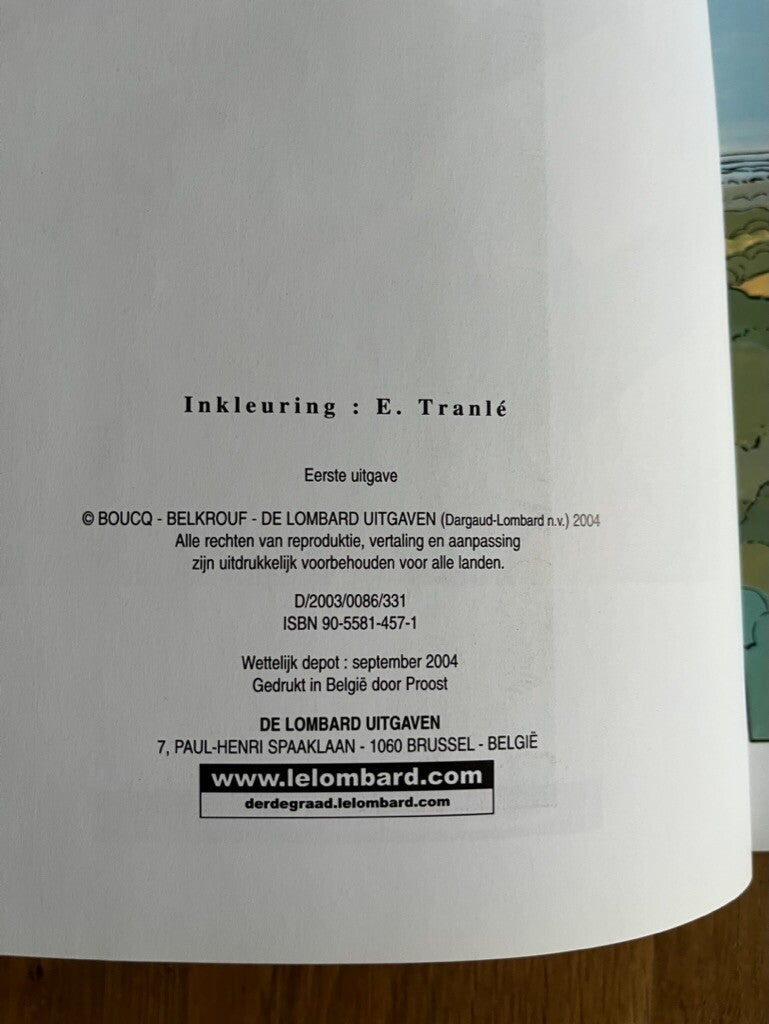 Inkleuring : E. Tranlé
Eerste uitgave
© BOUCQ - BELKROUF - DE LOMBARD UITGAVEN (Dargaud-Lombard n.v.) 2004
Alle rechten van reproduktie, vertaling en aanpassing
zijn uitdrukkelijk voorbehouden voor alle landen.
D/2003/0086/331
ISBN 90-5581-457-1
Wettelijk depot : september 2004
Gedrukt in België door Proost
DE LOMBARD UITGAVEN
7, PAUL-HENRI SPAAKLAAN - 1060 BRUSSEL - BELGIË
www.lelombard.com
derdegraad.lelombard.com